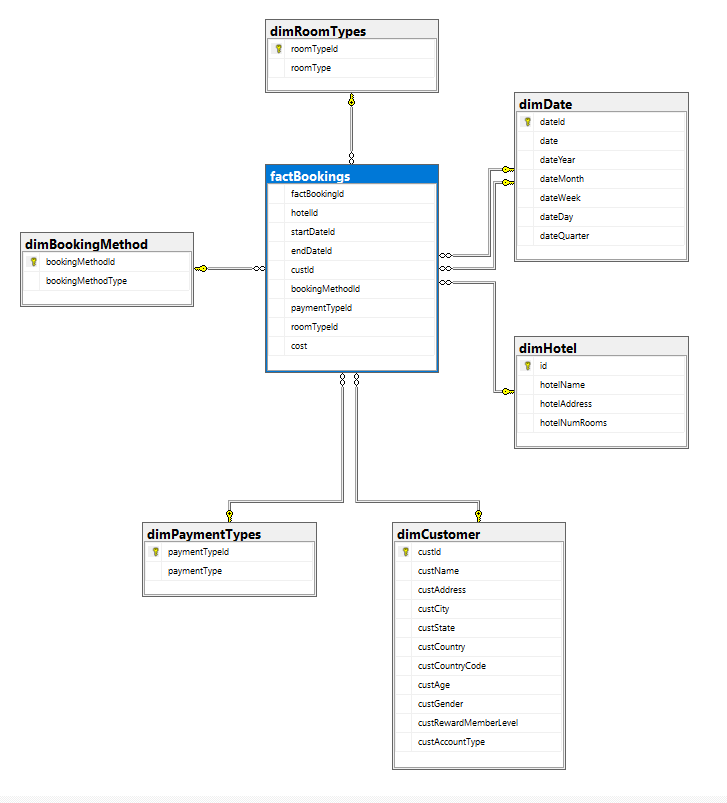 dimRoomTypes
roomTypeId
roomType
dimDate
dateId
date
dateYear
dateMonth
dateWeek
dateDay
dateQuarter
factBookings
factBookingId
hotelId
startDateId
endDateId
custId
bookingMethodId
paymentTypeId
roomTypeId
cost
dimBookingMethod
bookingMethodId
bookingMethodType
dimHotel
id
hotelName
hotelAddress
hotelNumRooms
dimPaymentTypes
paymentTypeId
paymentType
dimCustomer
custId
custName
custAddress
custCity
custState
custCountry
custCountryCode
custAge
custGender
custRewardMemberLevel
custAccountType